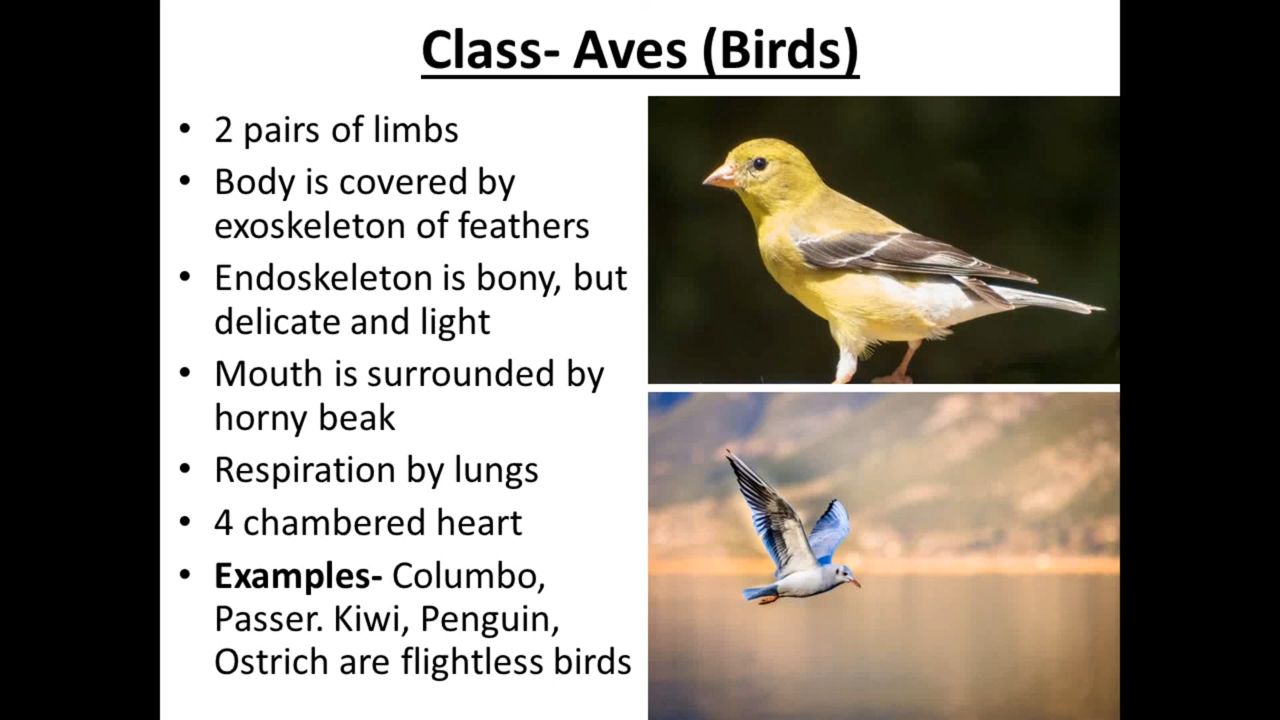 Class- Aves (Birds)
• 2 pairs of limbs
• Body is covered by
exoskeleton of feathers
• Endoskeleton is bony, but
delicate and light
• Mouth is surrounded by
horny beak
• Respiration by lungs
• 4 chambered heart
• Examples- Columbo,
Passer. Kiwi, Penguin,
Ostrich are flightless birds